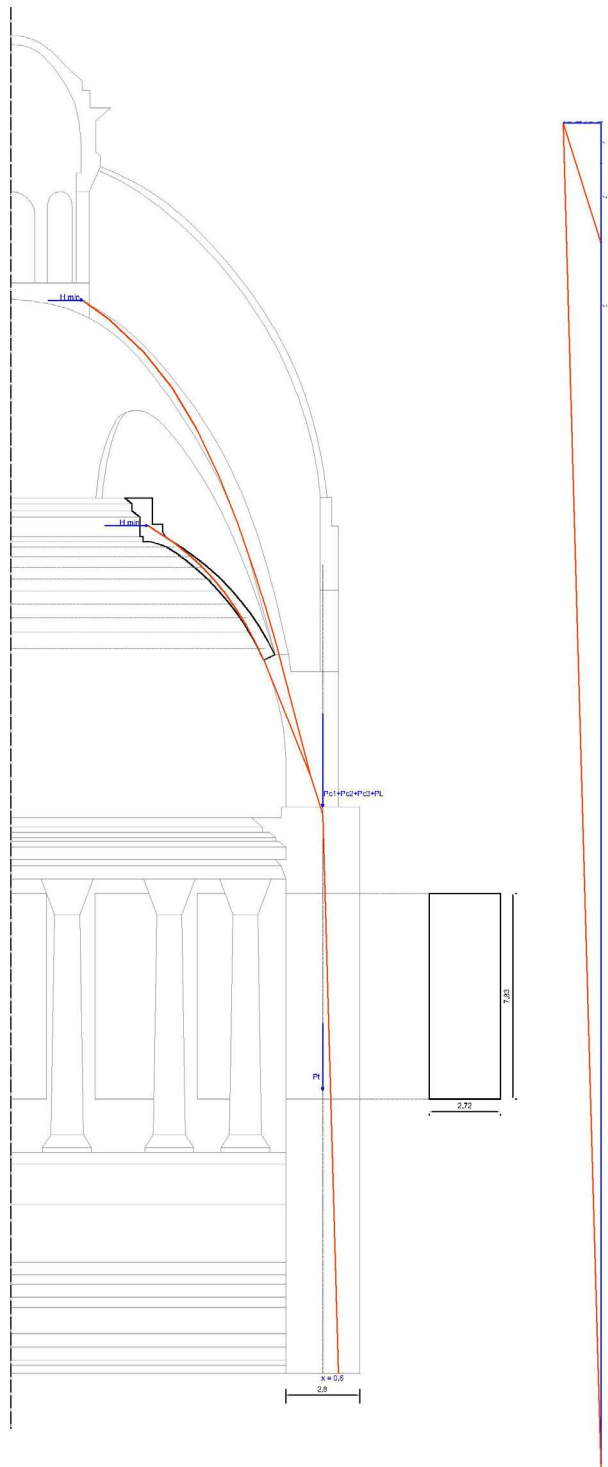 H min
H min
Pc1+Pc2+Pc3+PL
7,83
Pt
2.72
x = 0,6
2.8